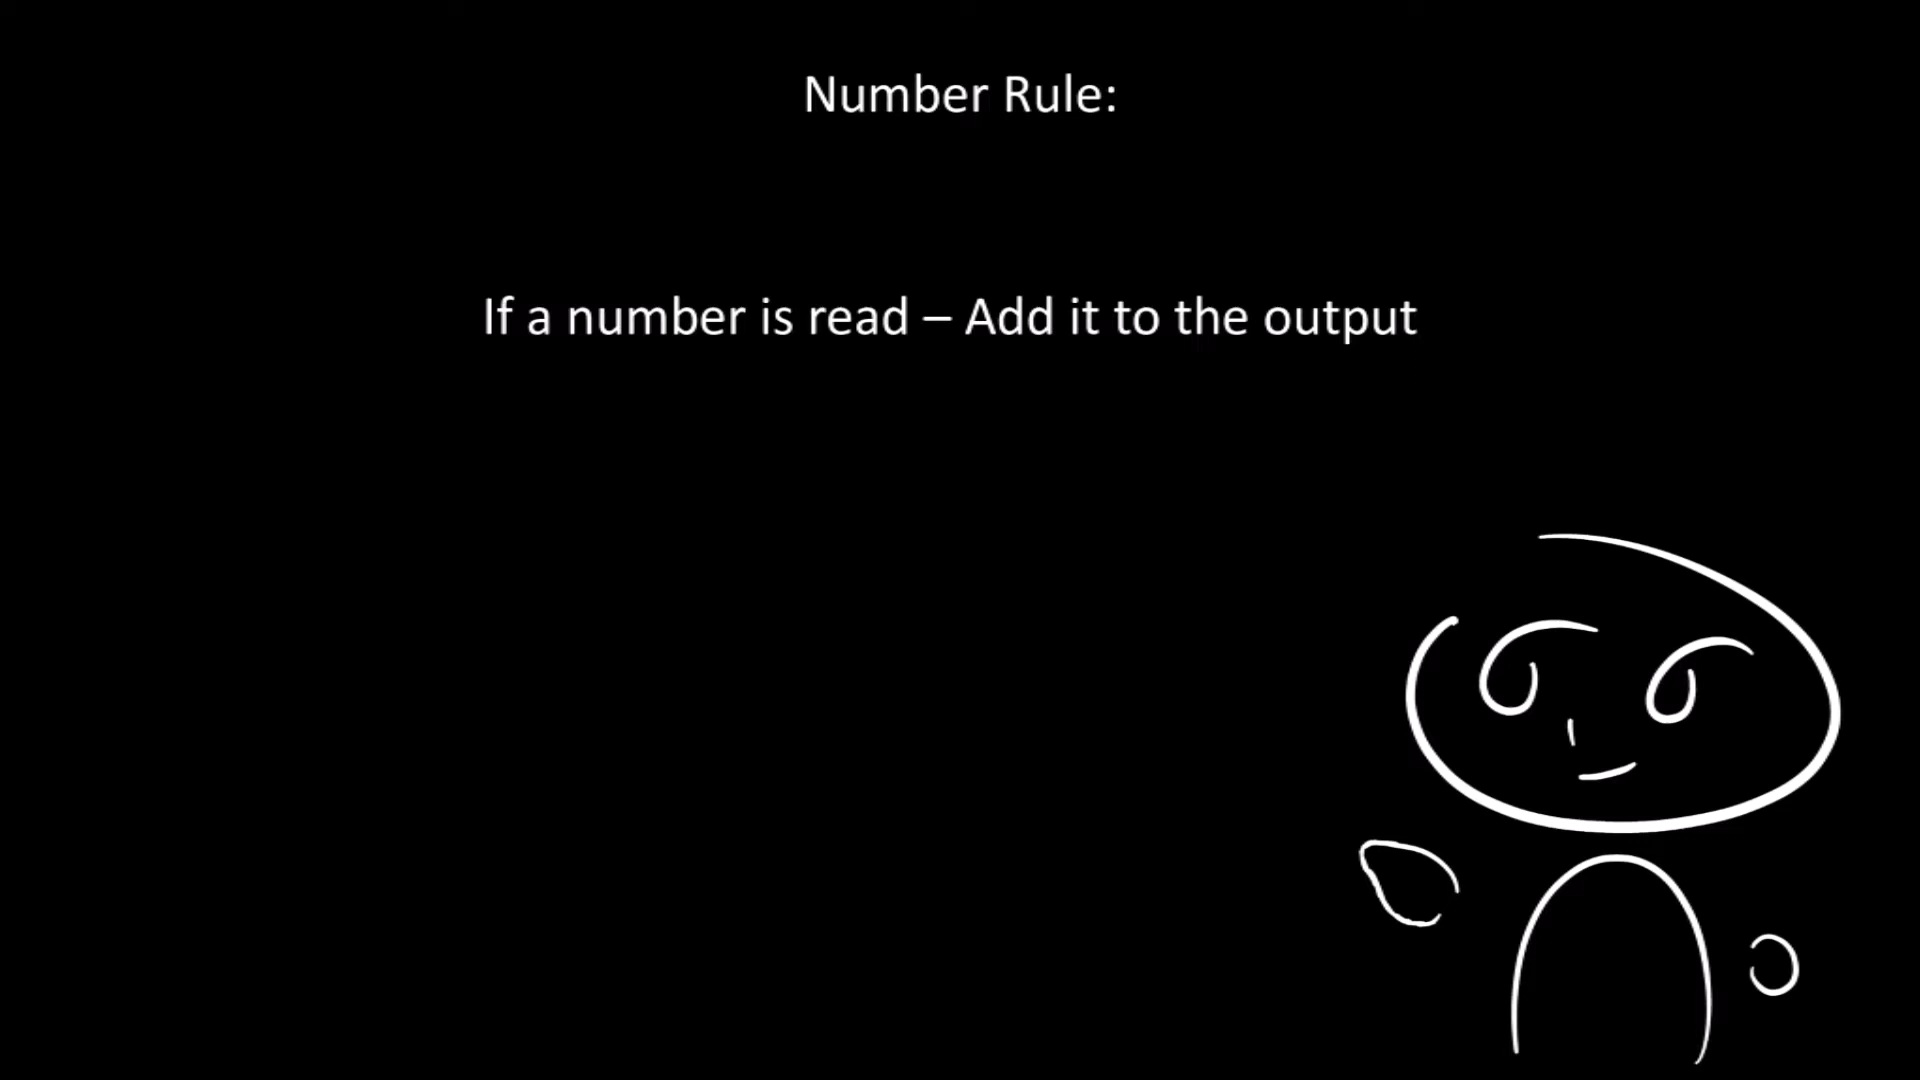 Number Rule:
If a number is read – Add it to the output